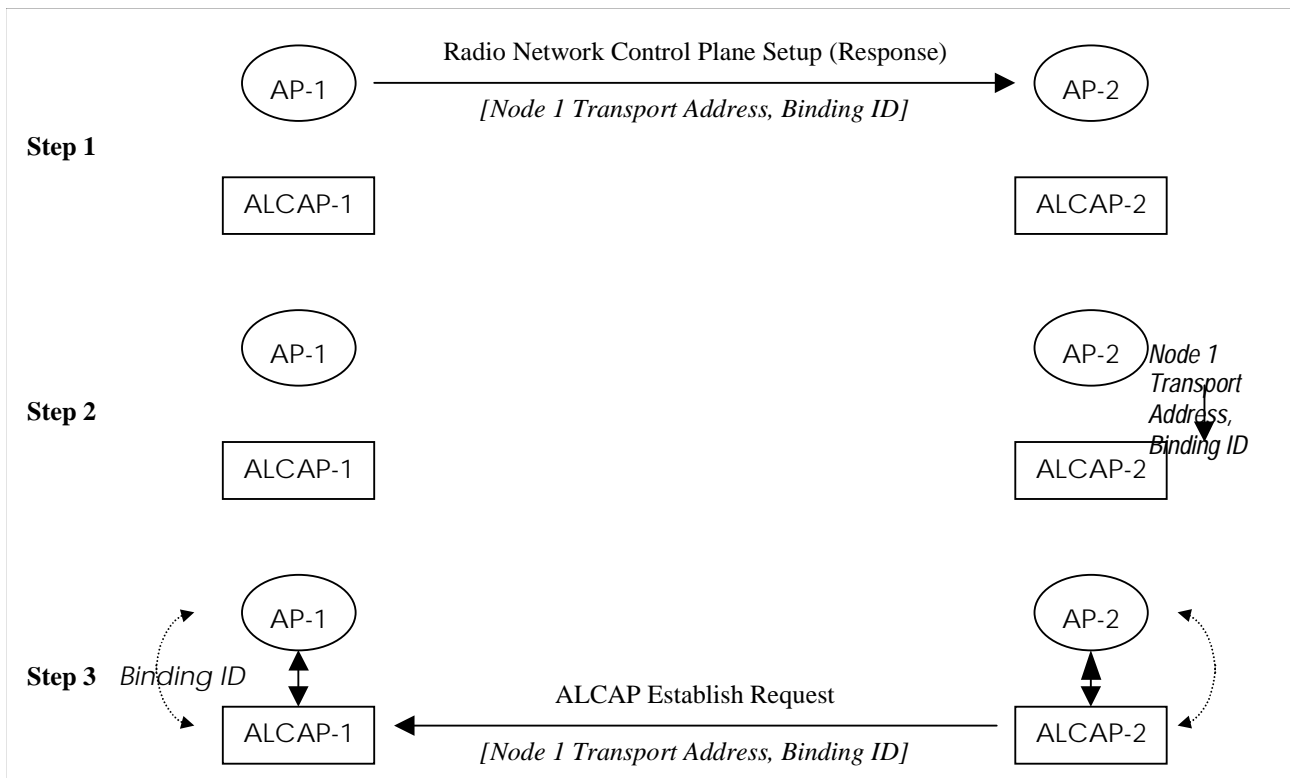 Radio Network Control Plane Setup (Response)
AP-1
AP-2
[Node 1 Transport Address, Binding ID]
Step 1
ALCAP-1
ALCAP-2
AP-1
AP-2
Node 1
Transport
Address,
Binding ID
Step 2
ALCAP-1
ALCAP-2
AP-1
AP-2
Step 3
Binding ID
ALCAP Establish Request
ALCAP-1
ALCAP-2
[Node 1 Transport Address, Binding ID]